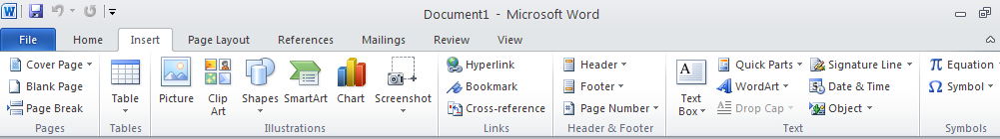 Document1 - Microsoft Word
File Home Insert Page Layout References Mailings Review View
Cover Page
Blank Page
Page Break
Pages
Table
Tables
Picture
Clip
Art
Shapes
SmartArt
Chart
Screenshot
Illustrations
Hyperlink
Bookmark
Cross-reference
Links
Header
Footer
Page Number
Header & Footer
Text
Box
Quick Parts
WordArt
Drop Cap
Signature Line
Date & Time
Object
Text
Equation
Symbol
Symbols